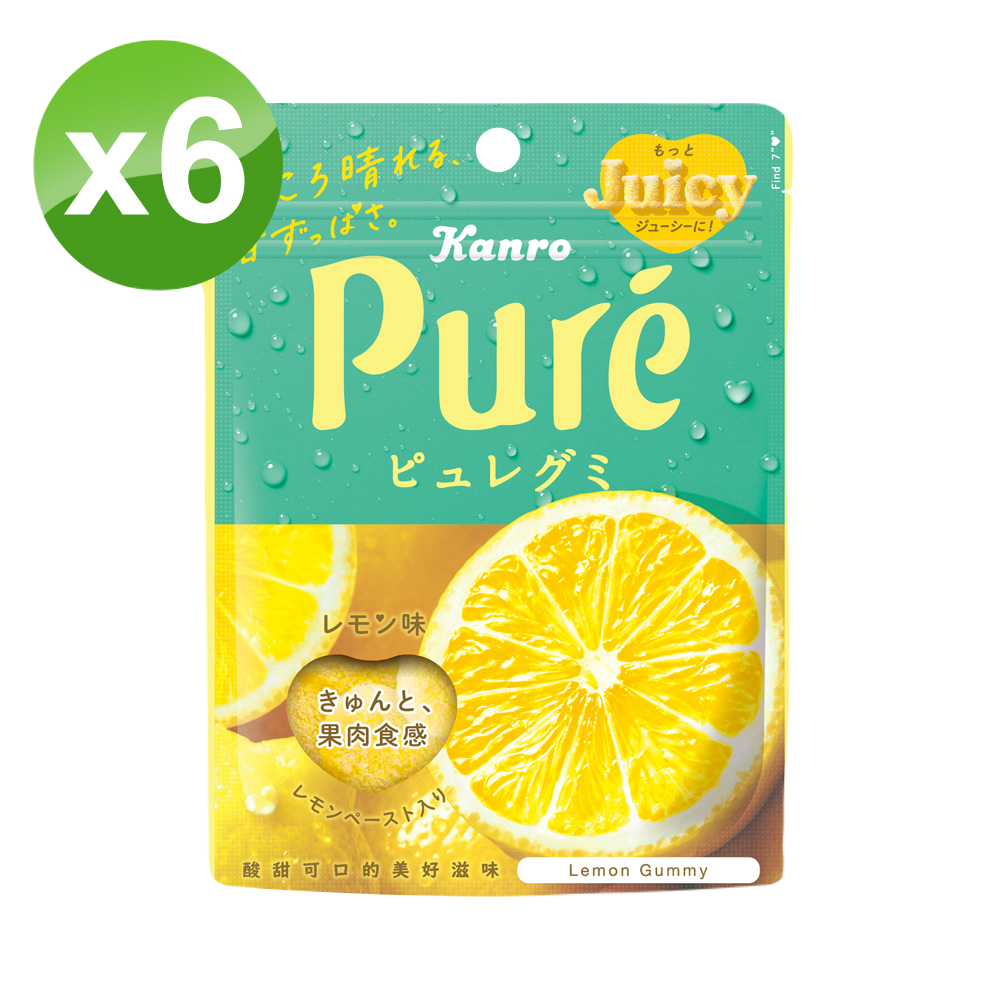 x6
ころ晴れる、
ずっぱさ。
もっと
Juicy
ジューシーに!
Find 7"♥"
Kanro
Puré
ピュレグミ
レモン味
きゅんと、
果肉食感
レモンペースト入り
酸甜可口的美好滋味
Lemon Gummy